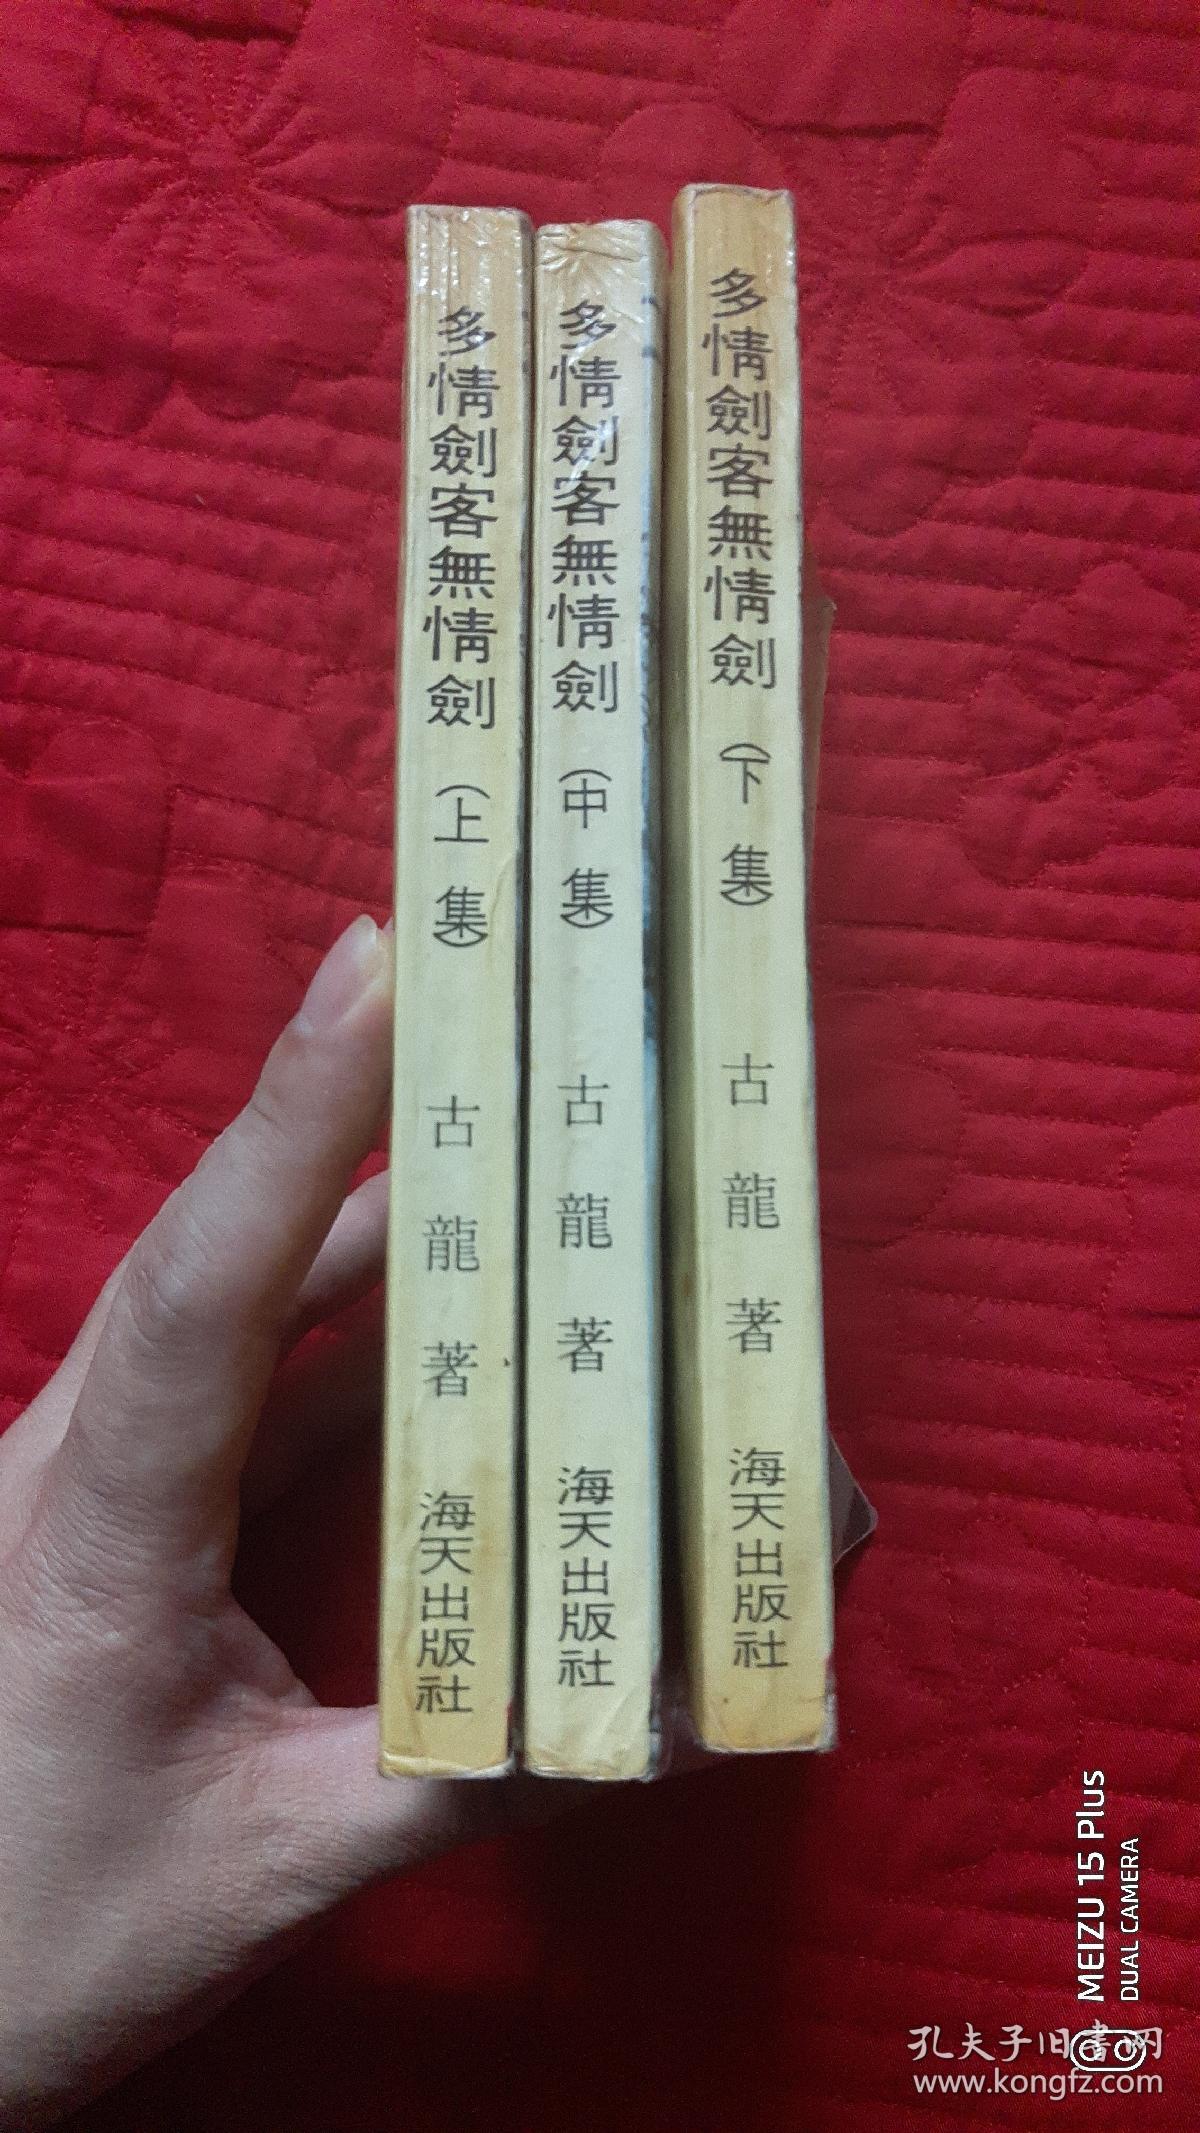 多情劍客無情劍（上集） 古龍著 海天出版社
多情劍客無情劍（中集） 古龍著 海天出版社
多情劍客無情劍（下集） 古龍著 海天出版社
MEIZU 15 Plus
DUAL CAMERA
孔夫子旧書网
www.kongfz.com